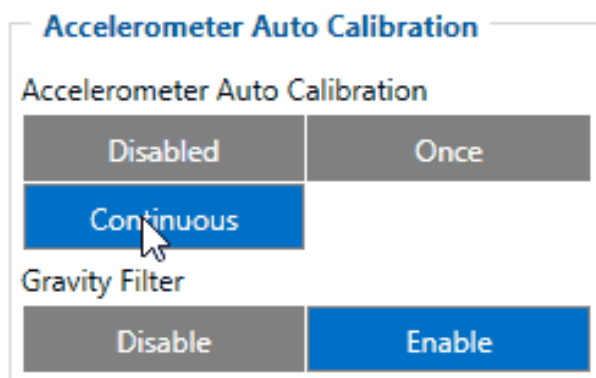 Accelerometer Auto Calibration
Accelerometer Auto Calibration
Disabled Once
Continuous
Gravity Filter
Disable Enable